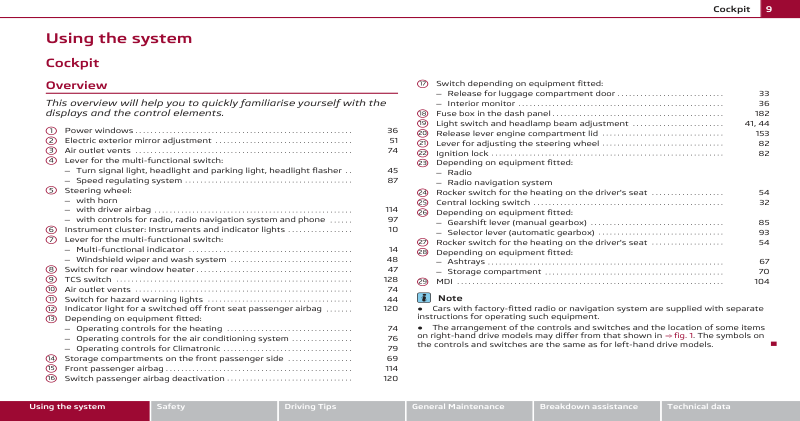 Cockpit 9
Using the system
Cockpit
Overview
This overview will help you to quickly familiarise yourself with the
displays and the control elements.
1 Power windows 36
2 Electric exterior mirror adjustment 51
3 Air outlet vents 74
4 Lever for the multi-functional switch:
− Turn signal light, headlight and parking light, headlight flasher 45
− Speed regulating system 87
5 Steering wheel:
− with horn
− with driver airbag 114
− with controls for radio, radio navigation system and phone 97
6 Instrument cluster: Instruments and indicator lights 10
7 Lever for the multi-functional switch:
− Multi-functional indicator 14
− Windshield wiper and wash system 48
8 Switch for rear window heater 47
9 TCS switch 128
10 Air outlet vents 74
11 Switch for hazard warning lights 44
12 Indicator light for a switched off front seat passenger airbag 120
13 Depending on equipment fitted:
− Operating controls for the heating 74
− Operating controls for the air conditioning system 76
− Operating controls for Climatronic 79
14 Storage compartments on the front passenger side 69
15 Front passenger airbag 114
16 Switch passenger airbag deactivation 120
17 Switch depending on equipment fitted:
− Release for luggage compartment door 33
− Interior monitor 36
18 Fuse box in the dash panel 182
19 Light switch and headlamp beam adjustment 41, 44
20 Release lever engine compartment lid 153
21 Lever for adjusting the steering wheel 82
22 Ignition lock 82
23 Depending on equipment fitted:
− Radio
− Radio navigation system
24 Rocker switch for the heating on the driver's seat 54
25 Central locking switch 32
26 Depending on equipment fitted:
− Gearshift lever (manual gearbox) 85
− Selector lever (automatic gearbox) 93
27 Rocker switch for the heating on the driver's seat 54
28 Depending on equipment fitted:
− Ashtrays 67
− Storage compartment 70
29 MDI 104
i Note
• Cars with factory-fitted radio or navigation system are supplied with separate
instructions for operating such equipment.
• The arrangement of the controls and switches and the location of some items
on right-hand drive models may differ from that shown in ⇒ fig. 1. The symbols on
the controls and switches are the same as for left-hand drive models.
Using the system Safety Driving Tips General Maintenance Breakdown assistance Technical data